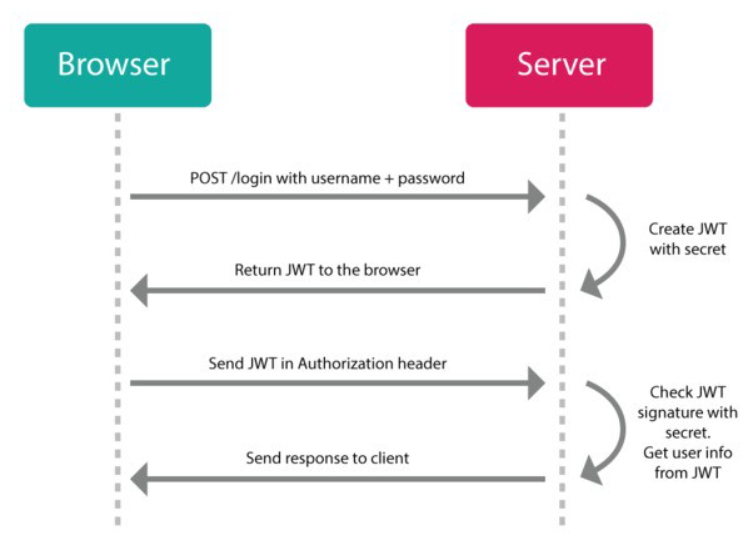 Browser
Server
POST /login with username + password
Create JWT
with secret
Return JWT to the browser
Send JWT in Authorization header
Check JWT
signature with
secret.
Get user info
from JWT
Send response to client